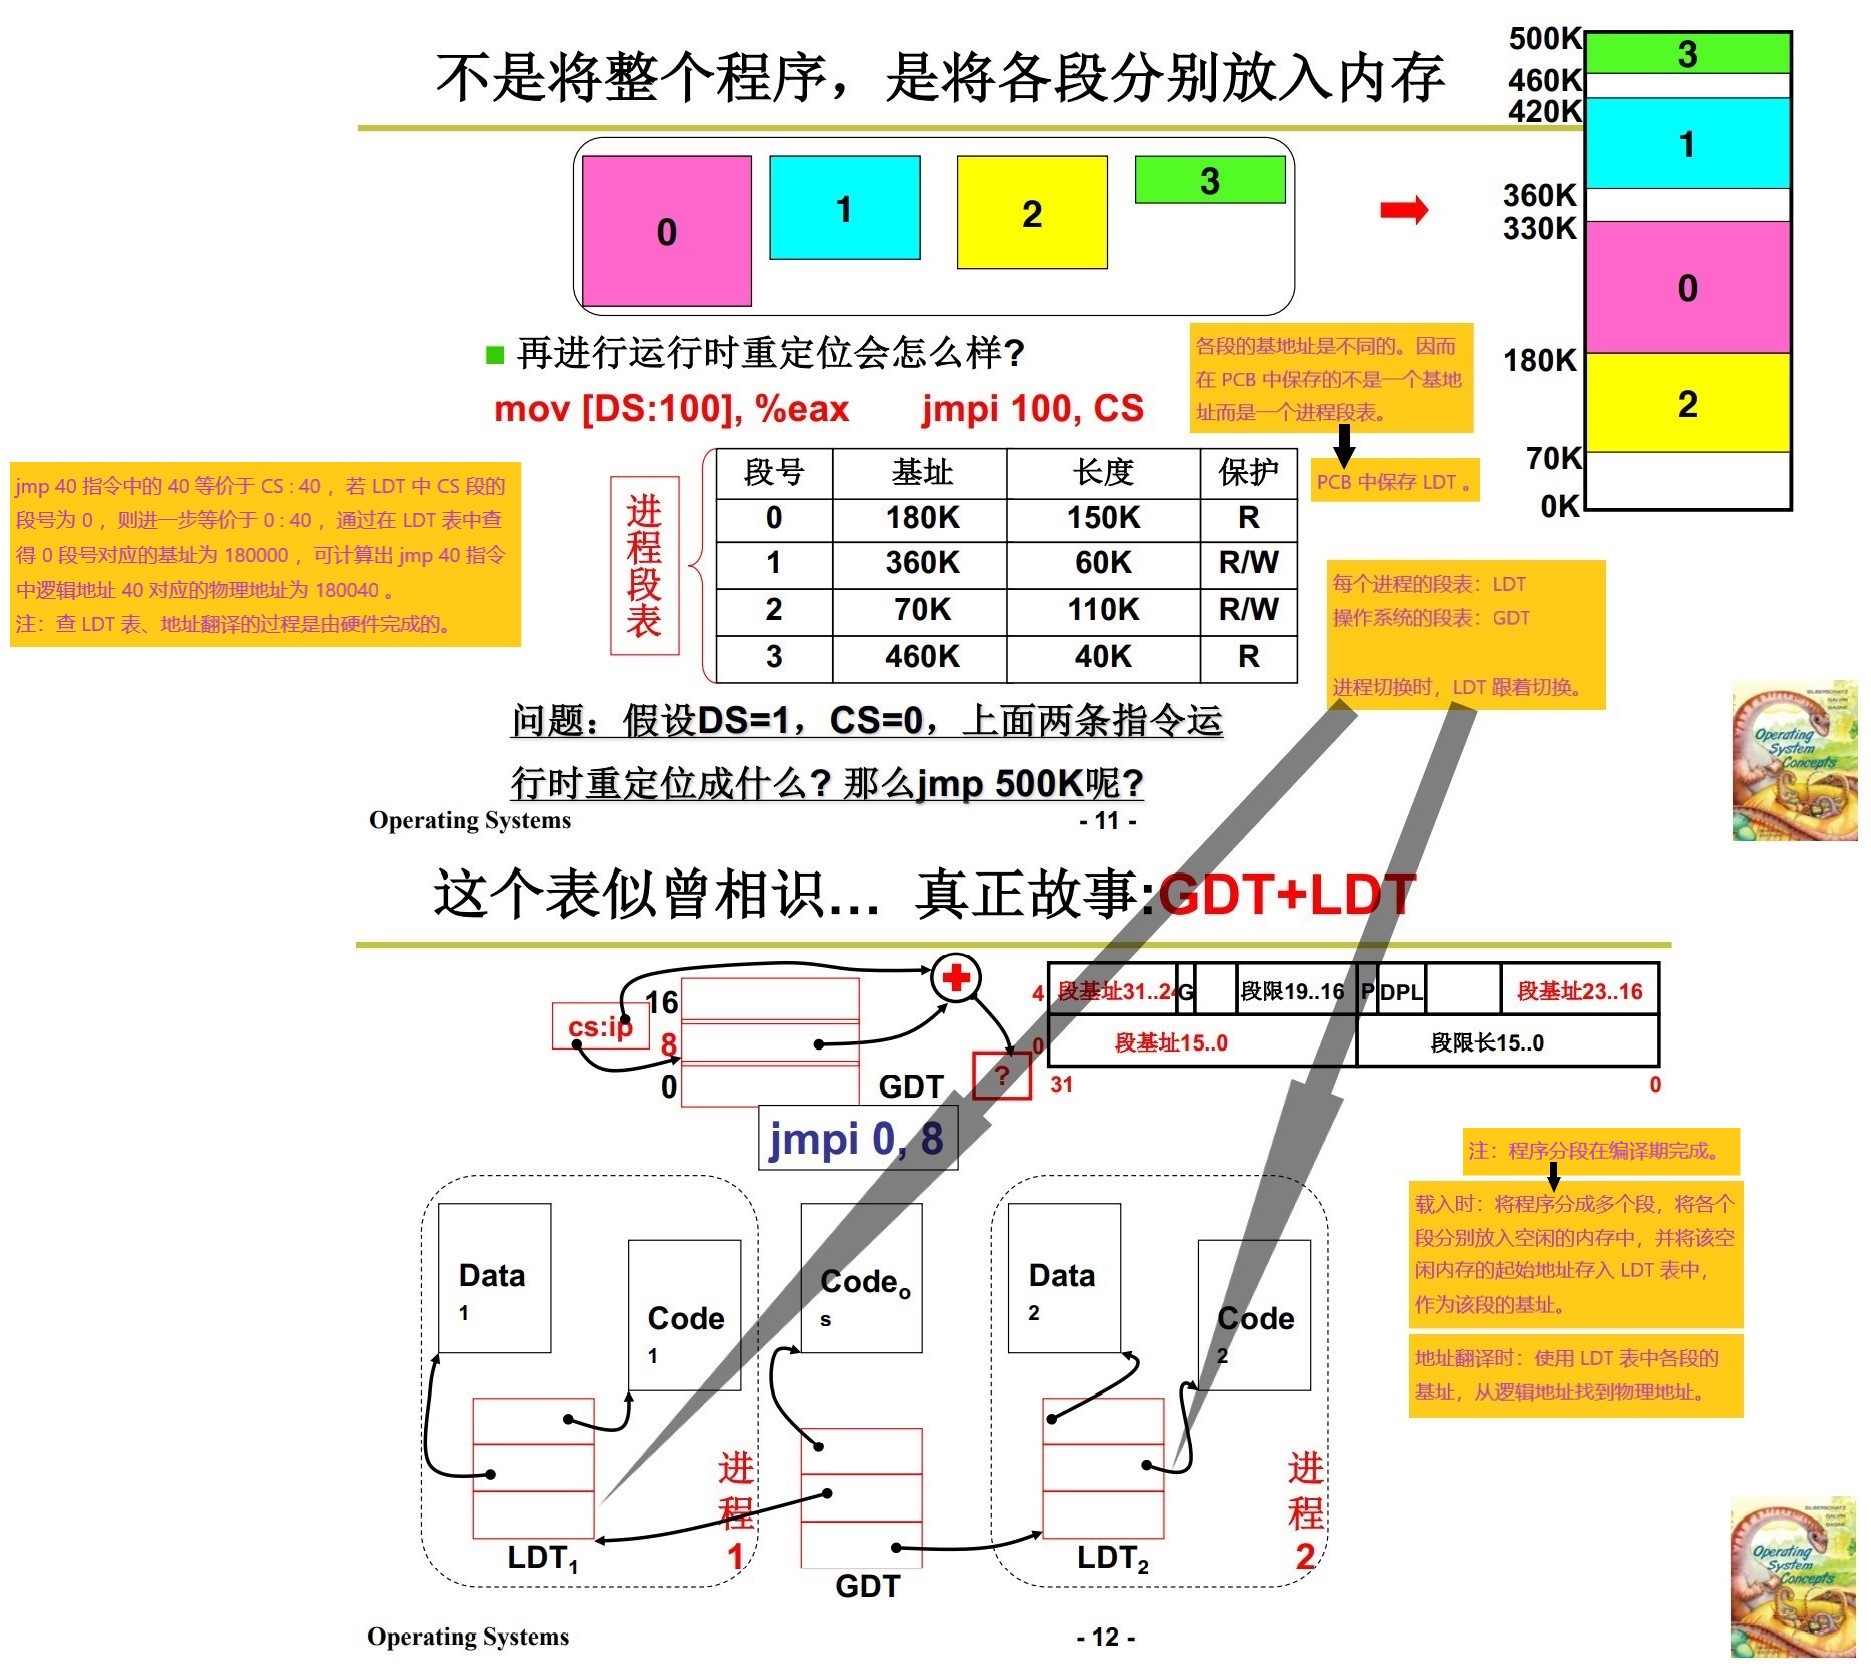 不是将整个程序，是将各段分别放入内存
500K
3
460K
420K
1
360K
330K
0
180K
2
70K
0K
0
1
2
3
再进行运行时重定位会怎么样?
mov [DS:100], %eax
jmpi 100, CS
各段的基地址是不同的。因而
在 PCB 中保存的不是一个基地
址而是一个进程段表。
PCB 中保存 LDT 。
jmp 40 指令中的 40 等价于 CS : 40 ，若 LDT 中 CS 段的
段号为 0 ，则进一步等价于 0 : 40 ，通过在 LDT 表中查
得 0 段号对应的基址为 180000 ，可计算出 jmp 40 指令
中逻辑地址 40 对应的物理地址为 180040 。
注：查 LDT 表、地址翻译的过程是由硬件完成的。
进程段表
段号 基址 长度 保护
0 180K 150K R
1 360K 60K R/W
2 70K 110K R/W
3 460K 40K R
每个进程的段表：LDT
操作系统的段表：GDT
进程切换时，LDT 跟着切换。
问题：假设DS=1，CS=0，上面两条指令运
行时重定位成什么? 那么jmp 500K呢?
Operating Systems
- 11 -
SILBERSCHATZ
GALVIN
GAGNE
Operating
System
Concepts
这个表似曾相识… 真正故事:GDT+LDT
cs:ip
16
8
0
GDT
?
jmpi 0, 8
4 段基址31..24 G 段限19..16 P DPL 段基址23..16
0 段基址15..0 段限长15..0
31 0
注：程序分段在编译期完成。
载入时：将程序分成多个段，将各个
段分别放入空闲的内存中，并将该空
闲内存的起始地址存入 LDT 表中，
作为该段的基址。
地址翻译时：使用 LDT 表中各段的
基址，从逻辑地址找到物理地址。
Data
1
Code
1
LDT1
进程1
Codeo
s
GDT
Data
2
Code
2
LDT2
进程2
Operating Systems
- 12 -
SILBERSCHATZ
GALVIN
GAGNE
Operating
System
Concepts